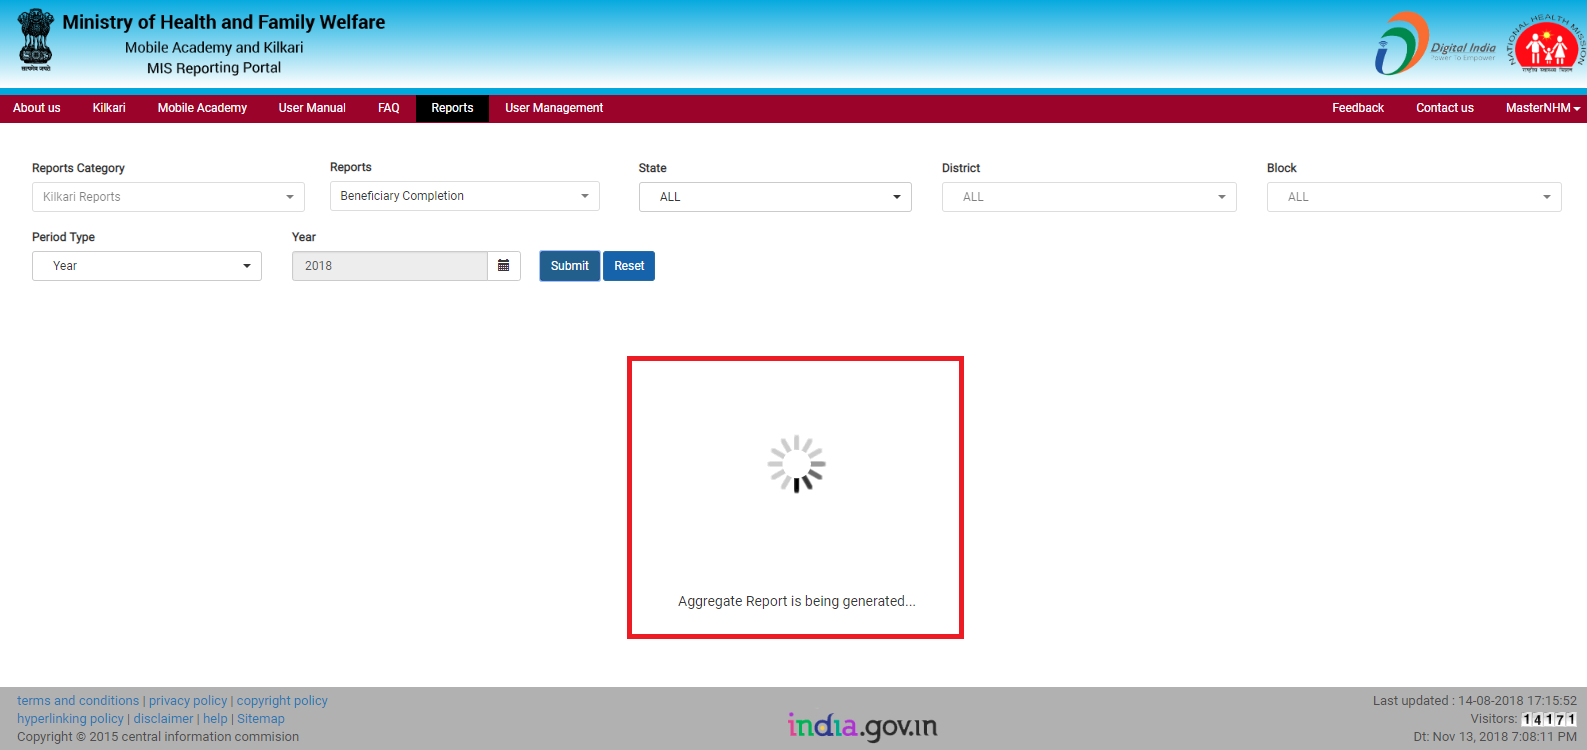 Ministry of Health and Family Welfare
Mobile Academy and Kilkari
MIS Reporting Portal
सत्यमेव जयते
Digital India
Power To Empower
NATIONAL HEALTH MISSION
राष्ट्रीय स्वास्थ्य मिशन
About us Kilkari Mobile Academy User Manual FAQ Reports User Management Feedback Contact us MasterNHM
Reports Category Reports State District Block
Kilkari Reports Beneficiary Completion ALL ALL ALL
Period Type Year
Year 2018 Submit Reset
Aggregate Report is being generated...
terms and conditions | privacy policy | copyright policy
hyperlinking policy | disclaimer | help | Sitemap
Copyright © 2015 central information commision
india.gov.in
Last updated : 14-08-2018 17:15:52
Visitors: 14171
Dt: Nov 13, 2018 7:08:11 PM